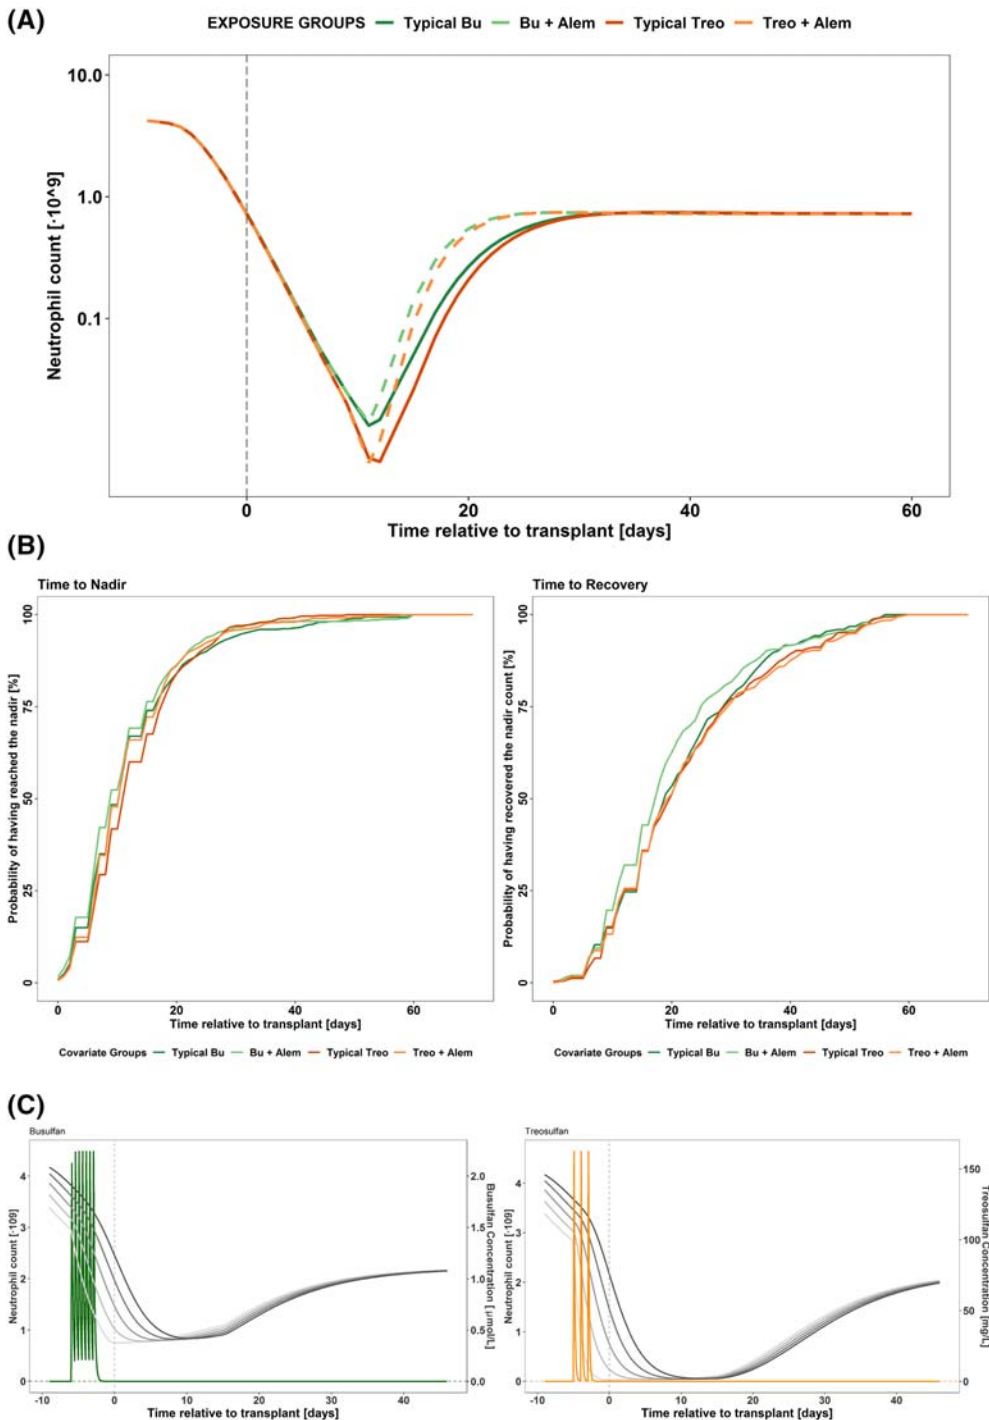 (A)
EXPOSURE GROUPS Typical Bu Bu + Alem Typical Treo Treo + Alem
10.0
1.0
0.1
Neutrophil count [·10^9]
0 20 40 60
Time relative to transplant [days]
(B)
Time to Nadir
100
75
50
25
0
Probability of having reached the nadir [%]
0 20 40 60
Time relative to transplant [days]
Covariate Groups Typical Bu Bu + Alem Typical Treo Treo + Alem
Time to Recovery
100
75
50
25
0
Probability of having recovered the nadir count [%]
0 20 40 60
Time relative to transplant [days]
Covariate Groups Typical Bu Bu + Alem Typical Treo Treo + Alem
(C)
Busulfan
4
3
2
1
0
Neutrophil count [·109]
2.0
1.5
1.0
0.5
0.0
Busulfan Concentration [μmol/L]
-10 0 10 20 30 40
Time relative to transplant [days]
Treosulfan
4
3
2
1
0
Neutrophil count [·109]
150
100
50
0
Treosulfan Concentration [mg/L]
-10 0 10 20 30 40
Time relative to transplant [days]